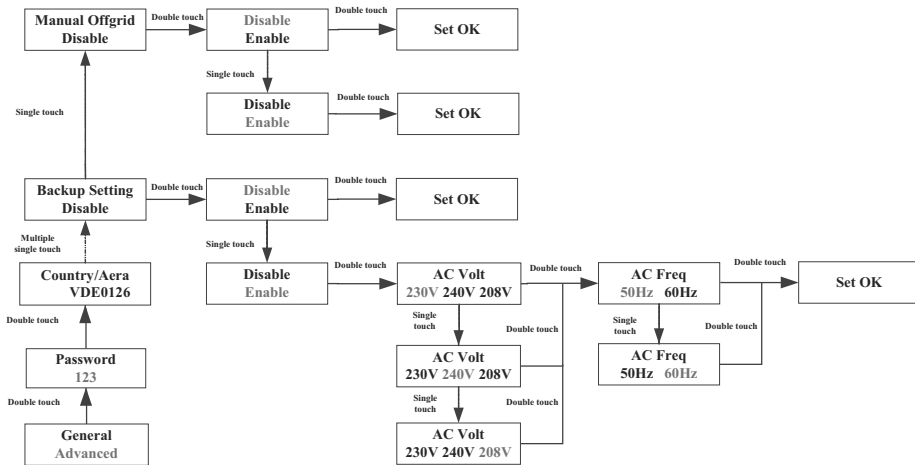 Manual Offgrid
Disable
Double touch
Disable
Enable
Double touch
Set OK
Single touch
Disable
Enable
Double touch
Set OK
Single touch
Backup Setting
Disable
Double touch
Disable
Enable
Double touch
Set OK
Multiple
single touch
Single touch
Country/Aera
VDE0126
Disable
Enable
Double touch
AC Volt
230V 240V 208V
Double touch
AC Freq
50Hz 60Hz
Double touch
Set OK
Double touch
Single
touch
Double touch
Single
touch
Double touch
Password
123
AC Volt
230V 240V 208V
AC Freq
50Hz 60Hz
Double touch
Single
touch
Double touch
General
Advanced
AC Volt
230V 240V 208V